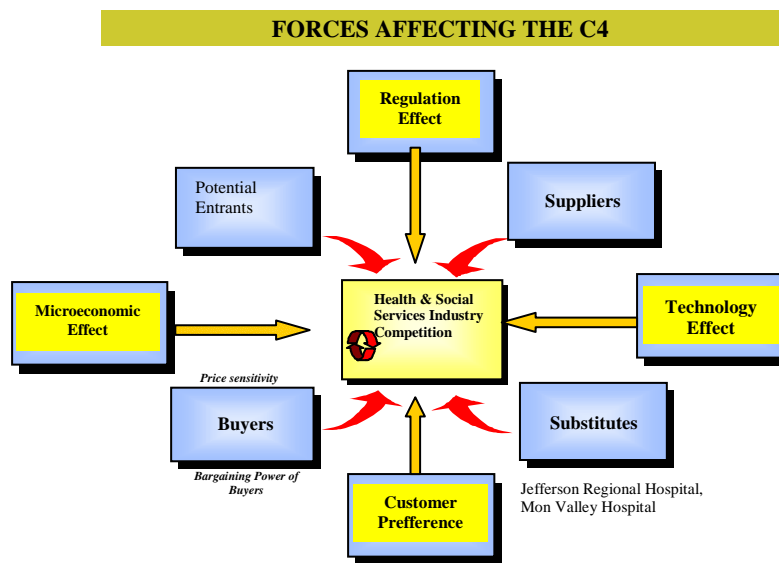 FORCES AFFECTING THE C4
Regulation
Effect
Potential
Entrants
Suppliers
Microeconomic
Effect
Health & Social
Services Industry
Competition
Technology
Effect
Price sensitivity
Buyers
Bargaining Power of
Buyers
Substitutes
Jefferson Regional Hospital,
Mon Valley Hospital
Customer
Prefference